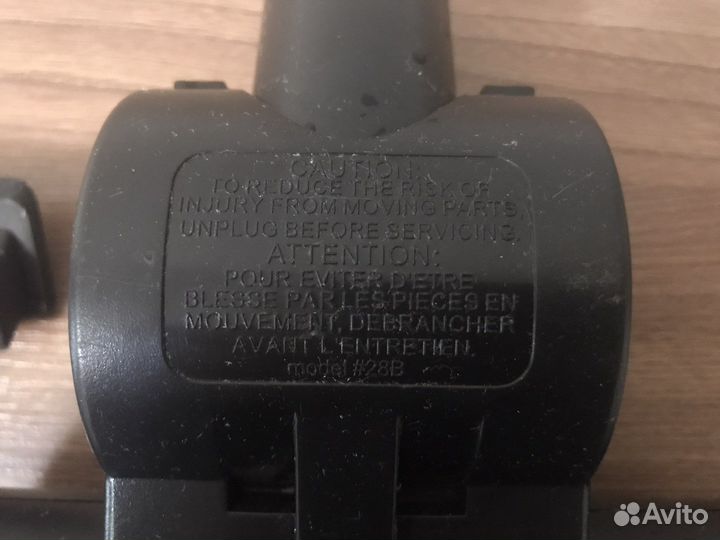 CAUTION:
TO REDUCE THE RISK OF
INJURY FROM MOVING PARTS,
UNPLUG BEFORE SERVICING.
ATTENTION:
POUR EVITER D'ETRE
BLESSE PAR LES PIECES EN
MOUVEMENT, DEBRANCHER
AVANT L'ENTRETIEN.
model #28B
Avito